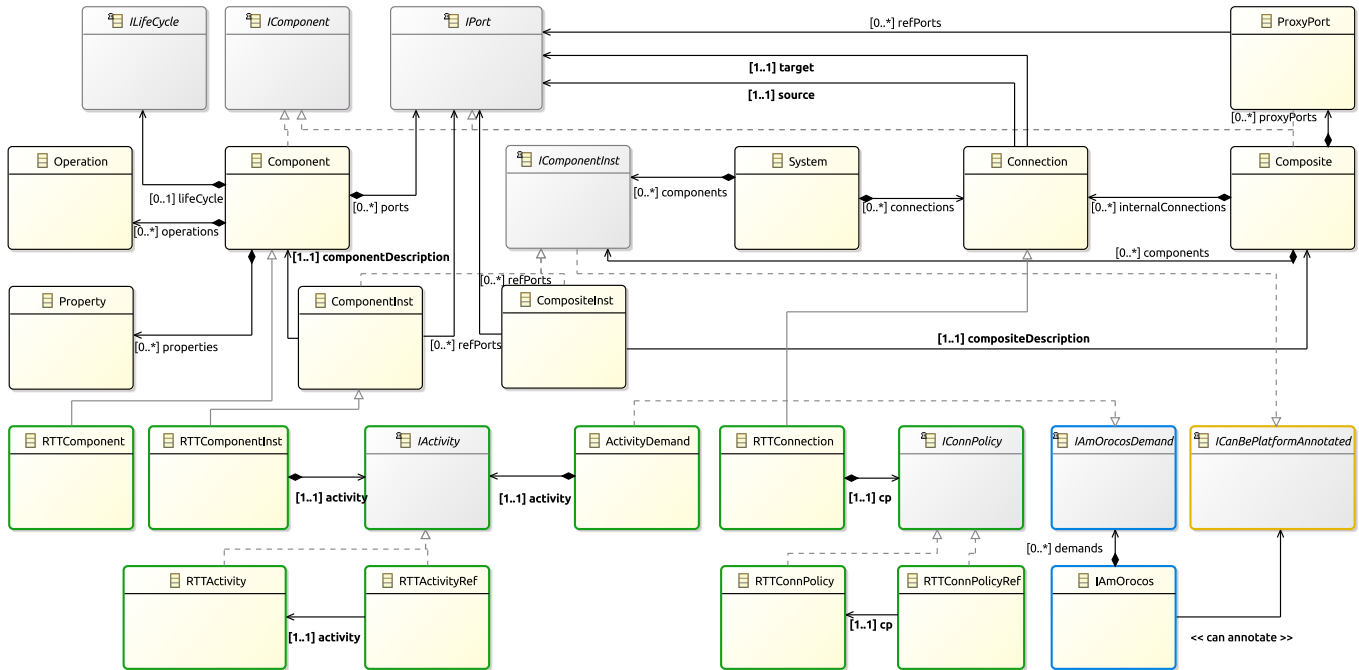 ILifeCycle
IComponent
IPort
[0..*] refPorts
ProxyPort
[1..1] target
[1..1] source
[0..*] proxyPorts
Operation
Component
IComponentInst
System
Connection
Composite
[0..1] lifeCycle
[0..*] ports
[0..*] components
[0..*] connections
[0..*] internalConnections
[0..*] operations
[1..1] componentDescription
[0..*] components
[0..*] refPorts
Property
ComponentInst
CompositeInst
[0..*] properties
[0..*] refPorts
[1..1] compositeDescription
RTTComponent
RTTComponentInst
IActivity
ActivityDemand
RTTConnection
IConnPolicy
IAmOrocosDemand
ICanBePlatformAnnotated
[1..1] activity
[1..1] activity
[1..1] cp
[0..*] demands
RTTActivity
RTTActivityRef
RTTConnPolicy
RTTConnPolicyRef
IAmOrocos
[1..1] activity
[1..1] cp
<< can annotate >>